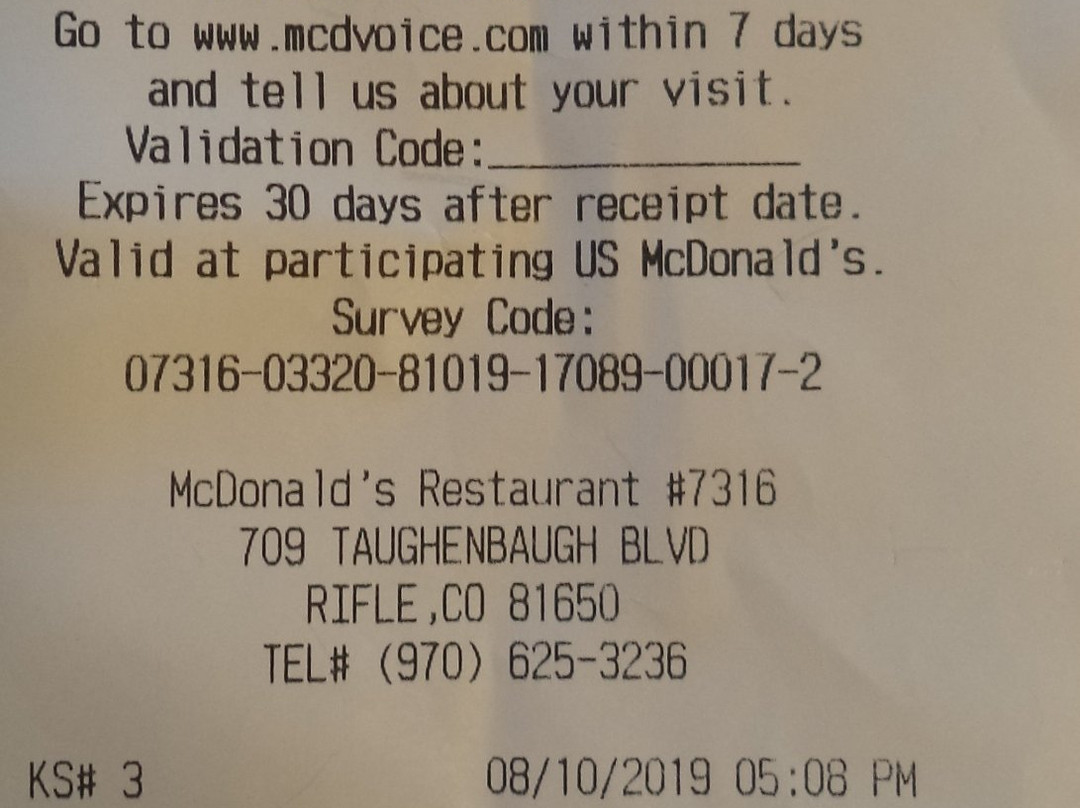 Go to www.mcdvoice.com within 7 days
and tell us about your visit.
Validation Code:_____________
Expires 30 days after receipt date.
Valid at participating US McDonald's.
Survey Code:
07316-03320-81019-17089-00017-2
McDonald's Restaurant #7316
709 TAUGHENBAUGH BLVD
RIFLE,CO 81650
TEL# (970) 625-3236
KS# 3 08/10/2019 05:08 PM